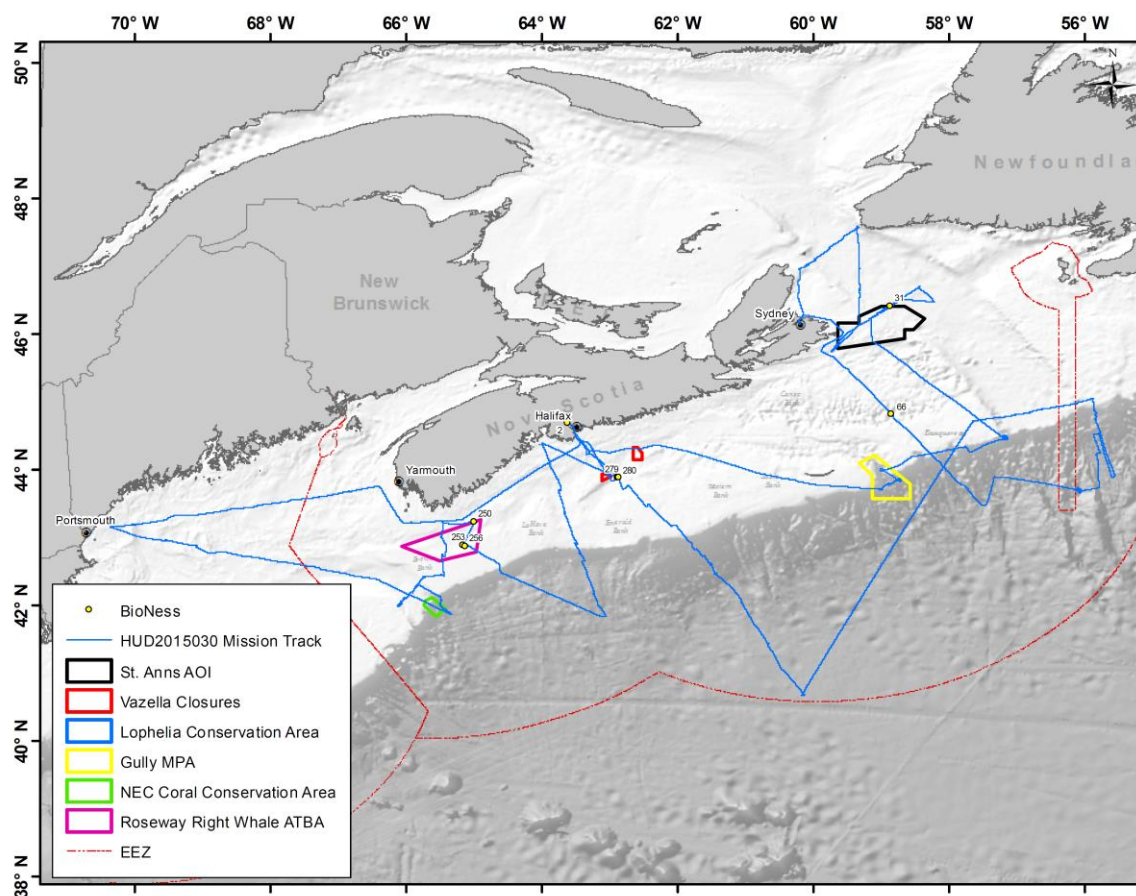 70° W 68° W 66° W 64° W 62° W 60° W 58° W 56° W
50° N
N
Newfoundla
48° N
New
Brunswick
31
Sydney
46° N
66
Nova Scotia
Halifax
2
44° N
279 280
Yarmouth
Portsmouth
250
253 256
42° N
BioNess
HUD2015030 Mission Track
St. Anns AOI
Vazella Closures
Lophelia Conservation Area
40° N
Gully MPA
NEC Coral Conservation Area
Roseway Right Whale ATBA
EEZ
38° N